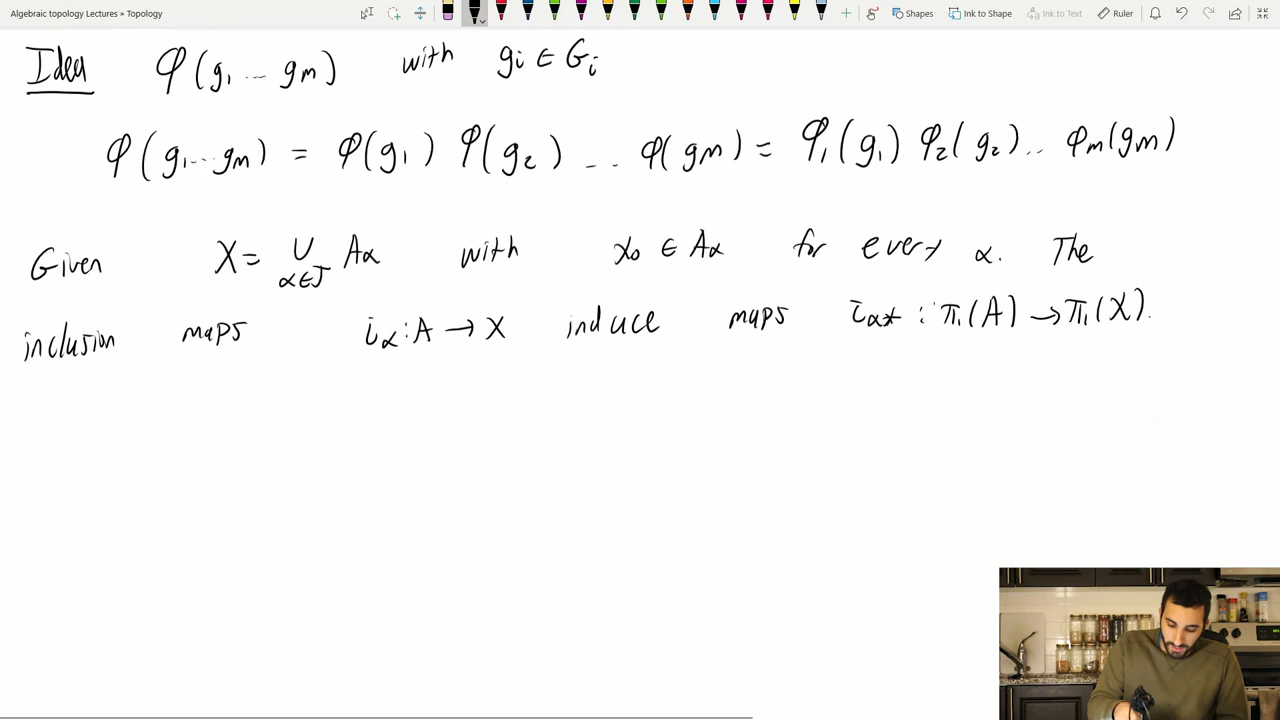 Algebraic topology Lectures » Topology
Shapes Ink to Shape Ink to Text Ruler
Idea φ(g₁ ... gₘ) with gᵢ ∈ Gᵢ
φ(g₁...gₘ) = φ(g₁) φ(g₂) ... φ(gₘ) = φ₁(g₁) φ₂(g₂)... φₘ(gₘ)
Given X = ∪_{α∈J} Aα with x₀ ∈ Aα for every α. The
inclusion maps iα : A → X induce maps iα* : π₁(A) → π₁(X).